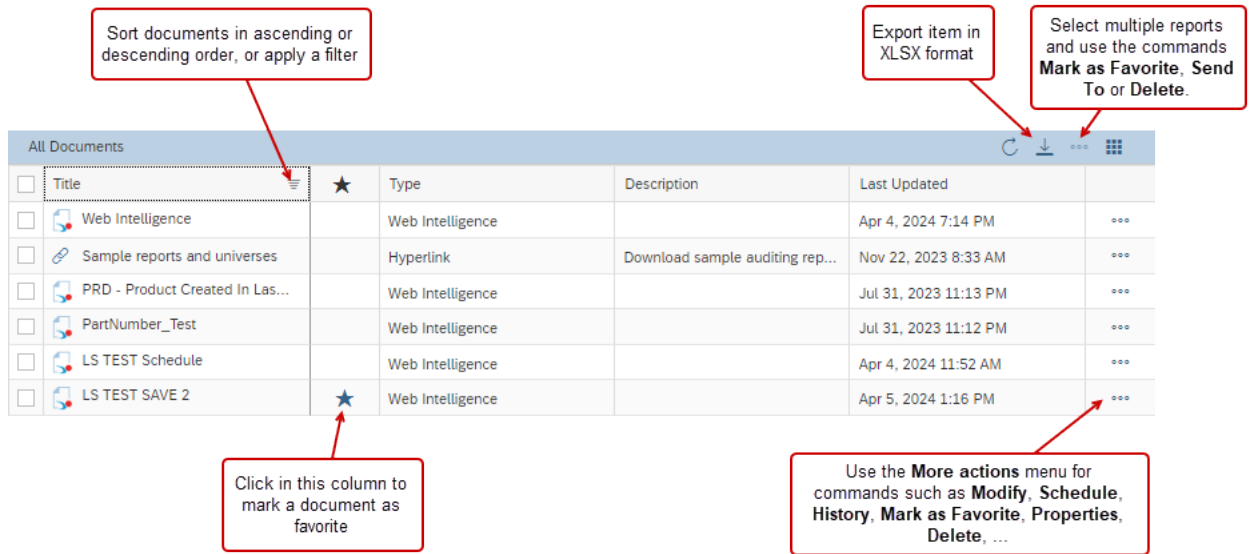 Sort documents in ascending or
descending order, or apply a filter
Export item in
XLSX format
Select multiple reports
and use the commands
Mark as Favorite, Send
To or Delete.
All Documents
Title Type Description Last Updated
Web Intelligence Web Intelligence Apr 4, 2024 7:14 PM
Sample reports and universes Hyperlink Download sample auditing rep... Nov 22, 2023 8:33 AM
PRD - Product Created In Las... Web Intelligence Jul 31, 2023 11:13 PM
PartNumber_Test Web Intelligence Jul 31, 2023 11:12 PM
LS TEST Schedule Web Intelligence Apr 4, 2024 11:52 AM
LS TEST SAVE 2 Web Intelligence Apr 5, 2024 1:16 PM
Click in this column to
mark a document as
favorite
Use the More actions menu for
commands such as Modify, Schedule,
History, Mark as Favorite, Properties,
Delete, ...